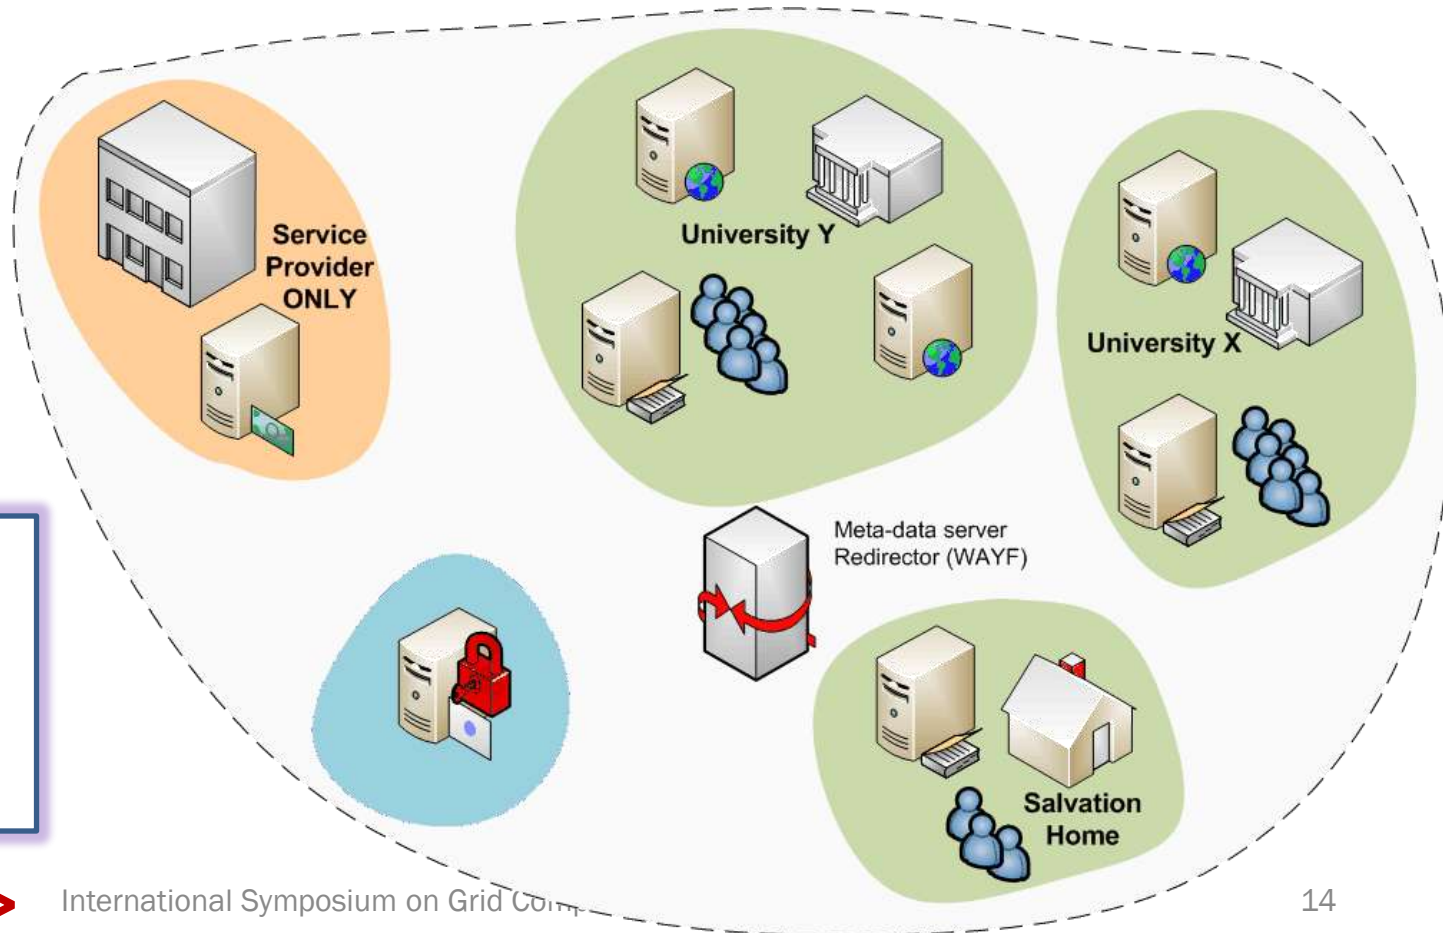 Service
Provider
ONLY
University Y
University X
Meta-data server
Redirector (WAYF)
Salvation
Home
International Symposium on Grid
14